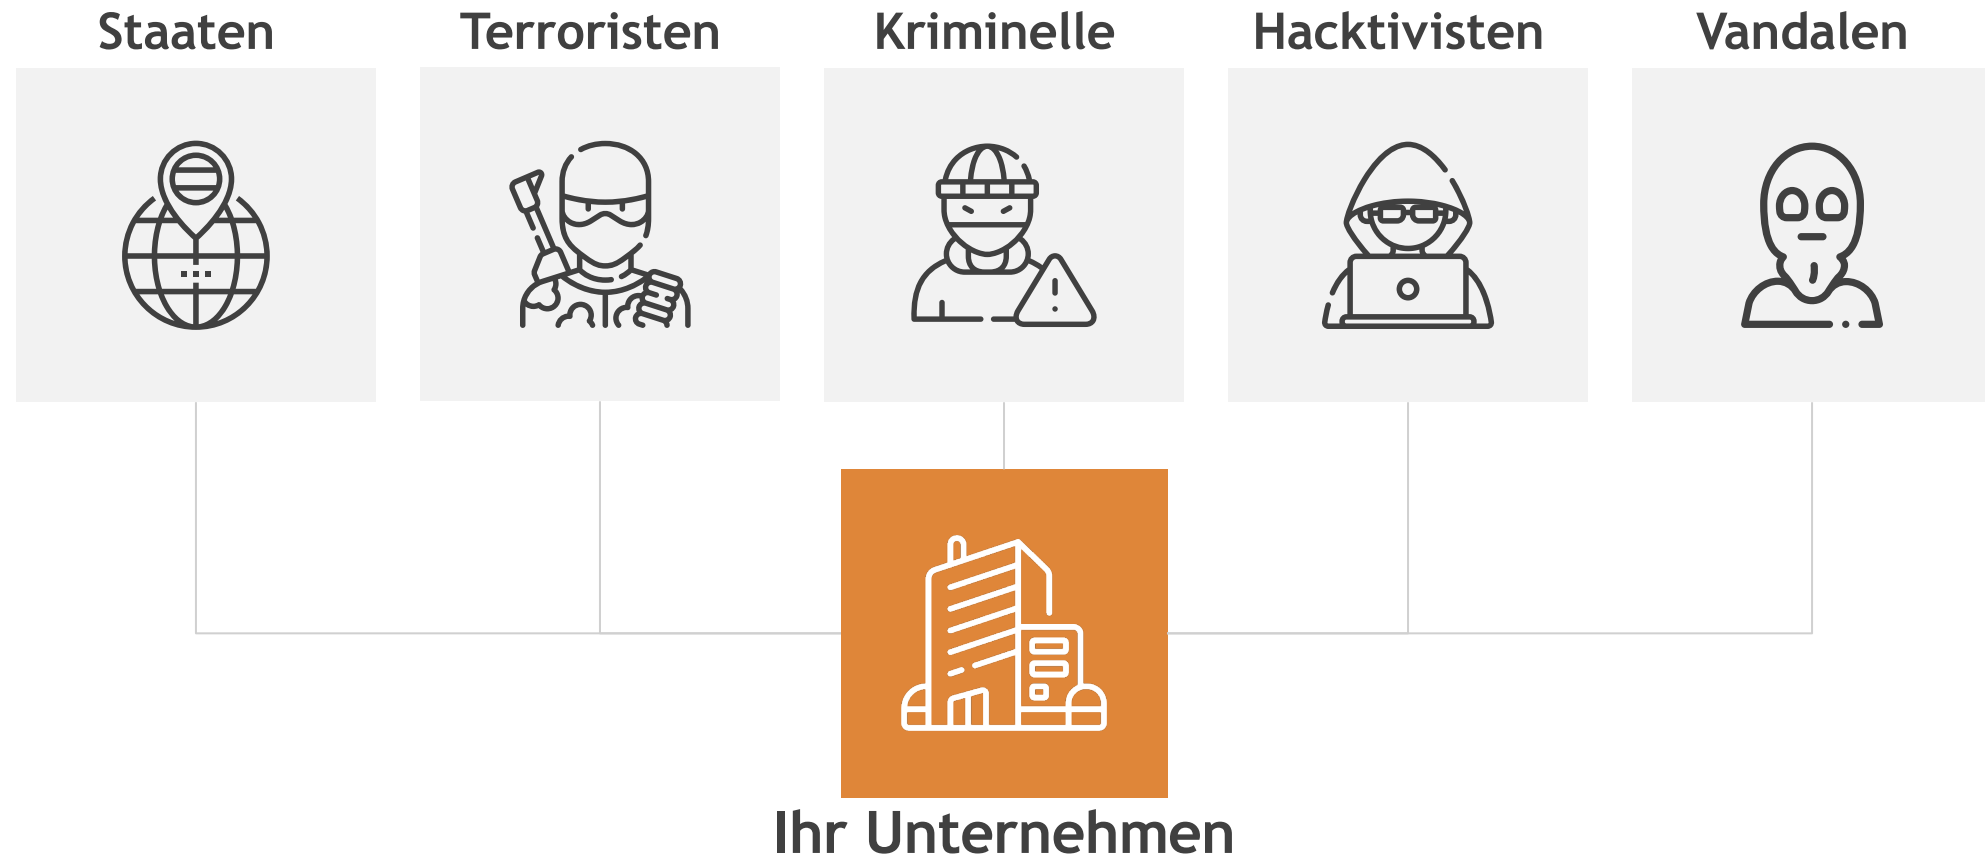 Staaten
Terroristen
Kriminelle
Hacktivisten
Vandalen
Ihr Unternehmen